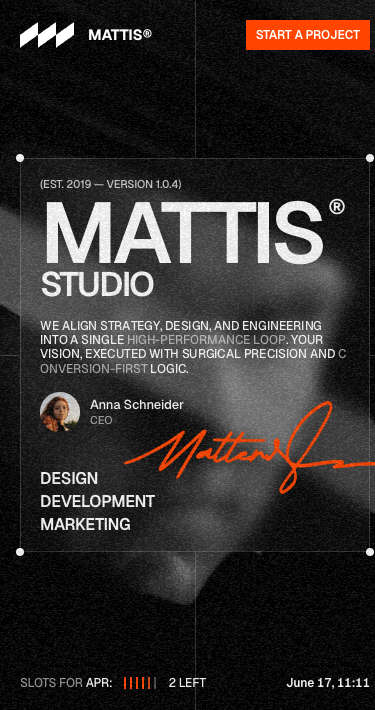 MATTIS®
START A PROJECT
(EST. 2019 — VERSION 1.0.4)
MATTIS®
STUDIO
WE ALIGN STRATEGY, DESIGN, AND ENGINEERING
INTO A SINGLE HIGH-PERFORMANCE LOOP. YOUR
VISION, EXECUTED WITH SURGICAL PRECISION AND C
ONVERSION-FIRST LOGIC.
Anna Schneider
CEO
DESIGN
DEVELOPMENT
MARKETING
SLOTS FOR APR: 2 LEFT
June 17, 11:11